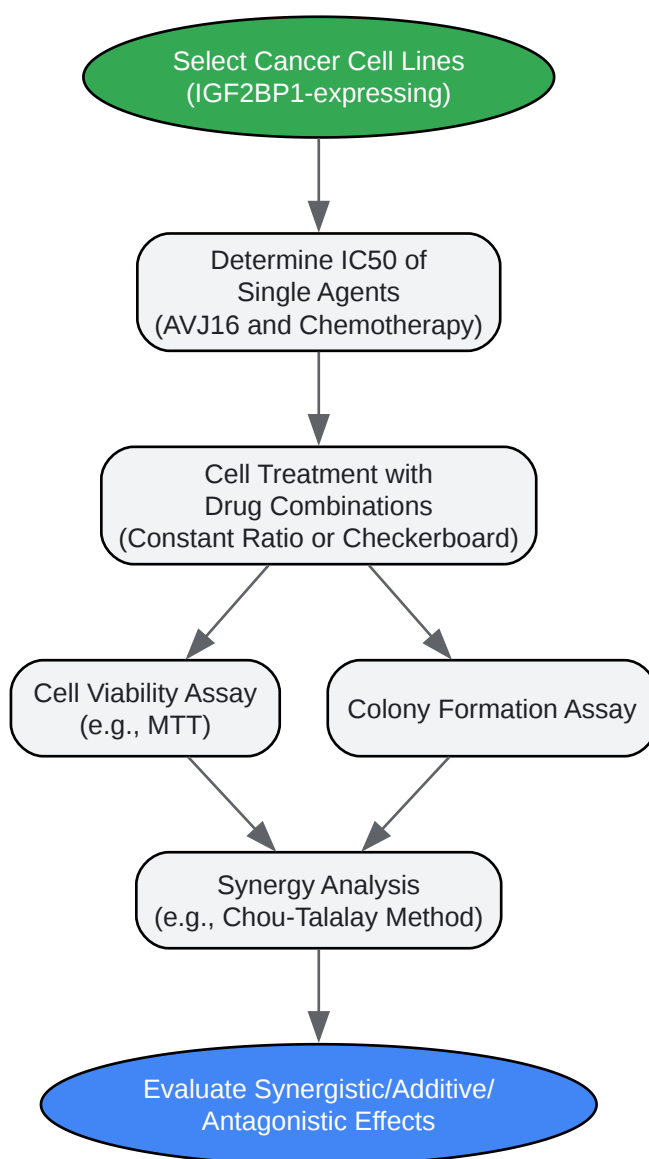 Select Cancer Cell Lines
(IGF2BP1-expressing)
Determine IC50 of
Single Agents
(AVJ16 and Chemotherapy)
Cell Treatment with
Drug Combinations
(Constant Ratio or Checkerboard)
Cell Viability Assay
(e.g., MTT)
Colony Formation Assay
Synergy Analysis
(e.g., Chou-Talalay Method)
Evaluate Synergistic/Additive/
Antagonistic Effects